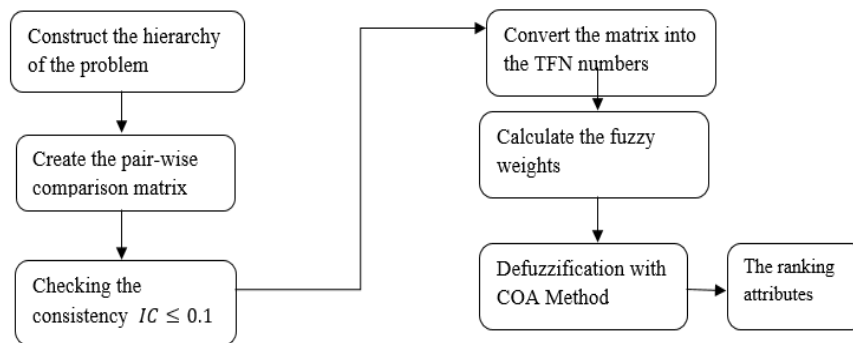 Construct the hierarchy
of the problem
Create the pair-wise
comparison matrix
Checking the
consistency IC ≤ 0.1
Convert the matrix into
the TFN numbers
Calculate the fuzzy
weights
Defuzzification with
COA Method
The ranking
attributes